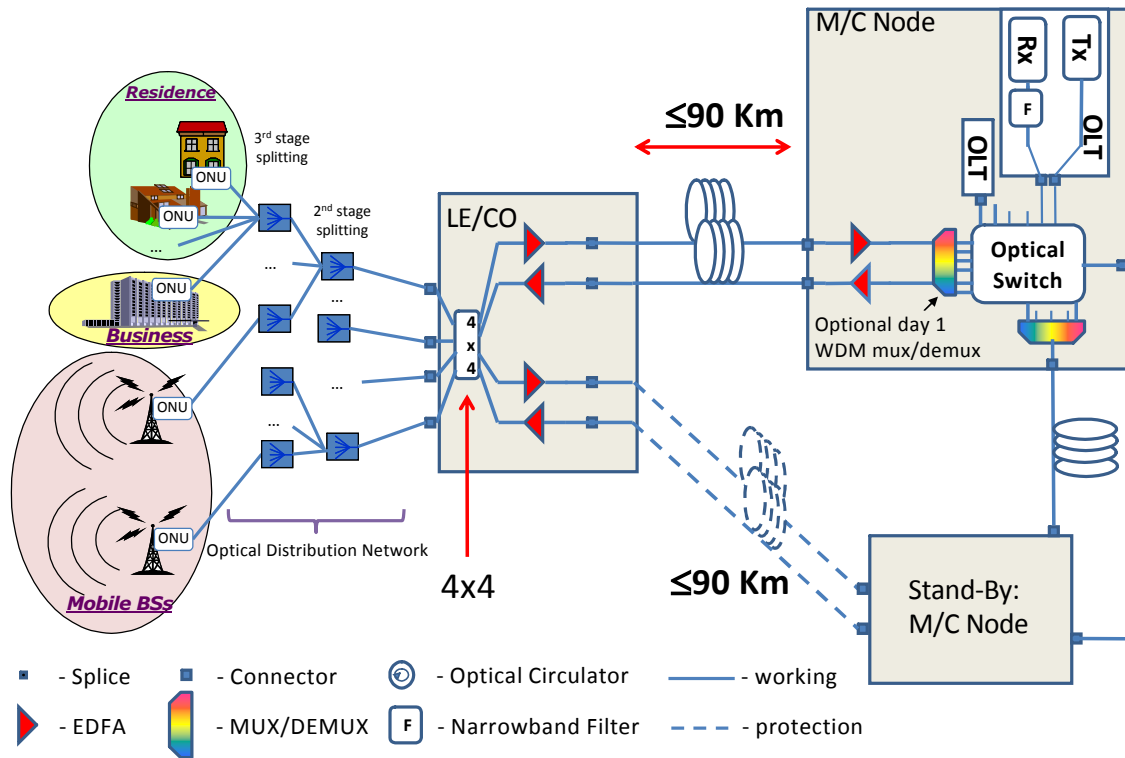 M/C Node
Rx
Tx
F
OLT
OLT
≤90 Km
Residence
3rd stage
splitting
ONU
ONU
...
2nd stage
splitting
LE/CO
...
...
ONU
Business
4
x
4
Optical
Switch
Optional day 1
WDM mux/demux
ONU
...
...
ONU
Optical Distribution Network
Mobile BSs
4x4
≤90 Km
Stand-By:
M/C Node
- Splice
- Connector
- Optical Circulator
- working
- EDFA
- MUX/DEMUX
F
- Narrowband Filter
- protection